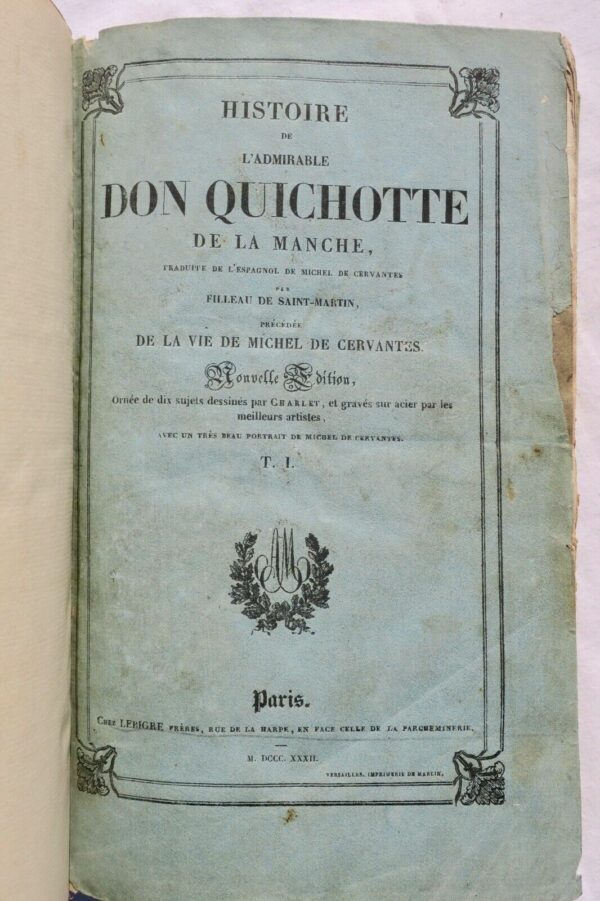 HISTOIRE
DE
L'ADMIRABLE
DON QUICHOTTE
DE LA MANCHE,
TRADUITE DE L'ESPAGNOL DE MICHEL DE CERVANTES
PAR
FILLEAU DE SAINT-MARTIN,
PRÉCÉDÉE
DE LA VIE DE MICHEL DE CERVANTES.
Nouvelle Edition,
Ornée de dix sujets dessinés par CHARLET, et gravés sur acier par les
meilleurs artistes,
AVEC UN TRÈS BEAU PORTRAIT DE MICHEL DE CERVANTES.
T. I.
AM
Paris.
CHEZ LEBIGRE FRÈRES, RUE DE LA HARPE, EN FACE CELLE DE LA PARCHEMINERIE.
M. DCCC. XXXII.
VERSAILLES, IMPRIMERIE DE MARLIN,